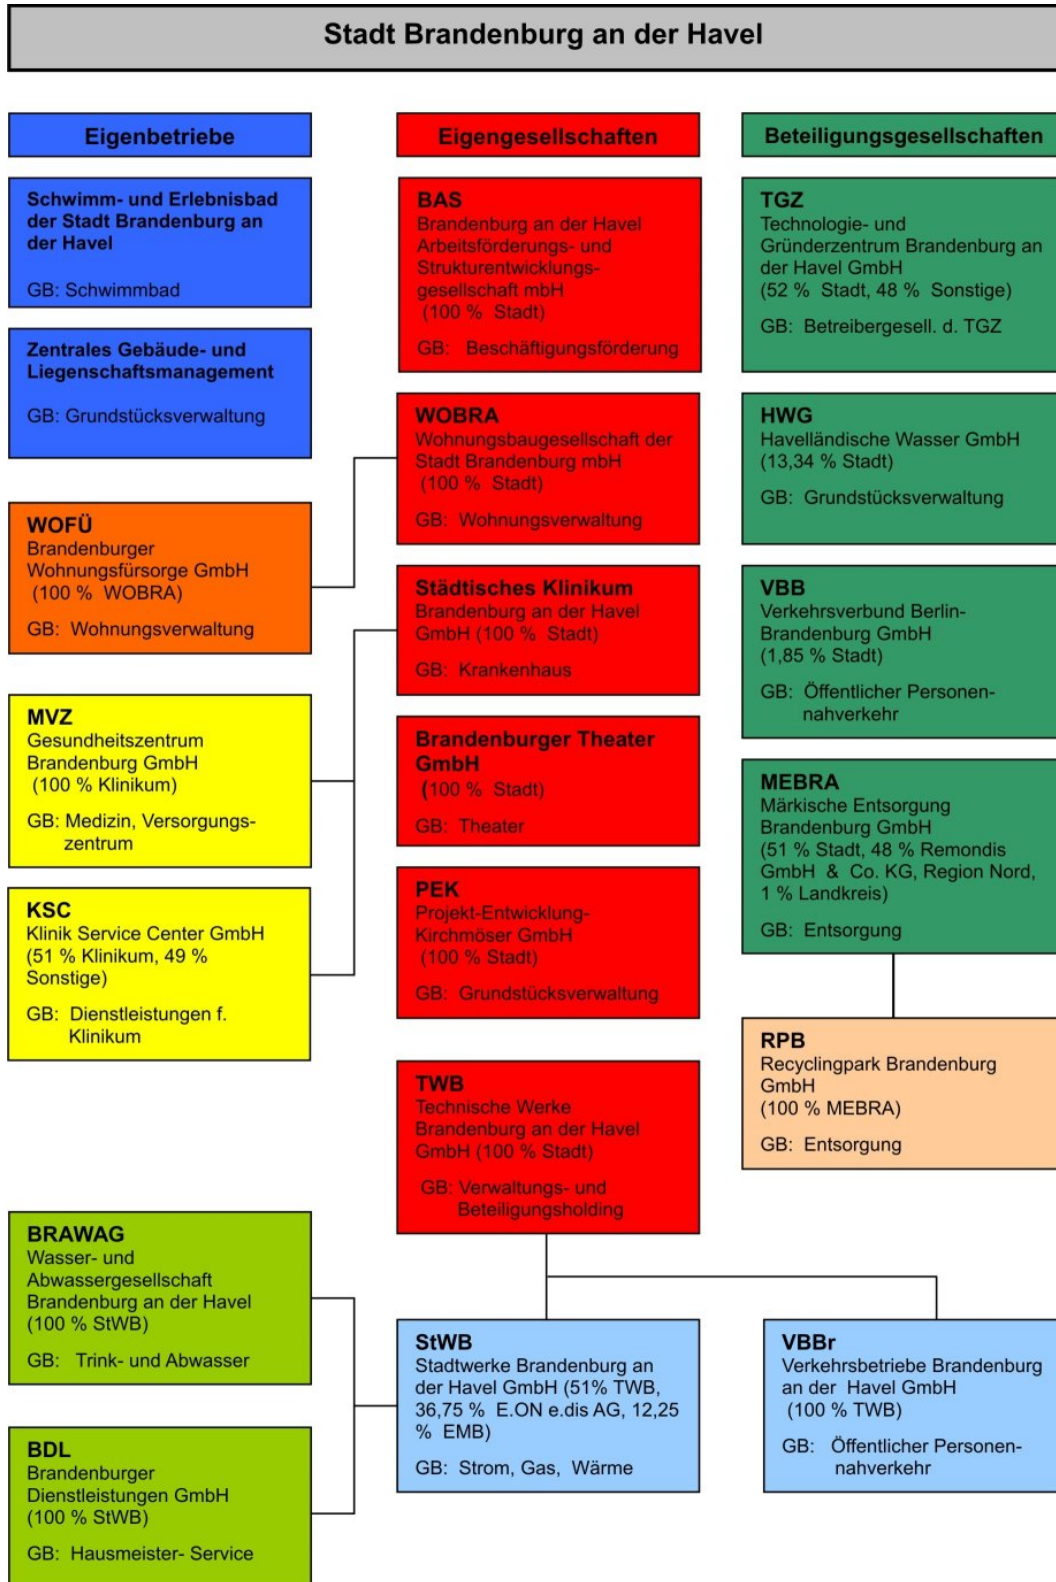 Stadt Brandenburg an der Havel
Eigenbetriebe
Schwimm- und Erlebnisbad
der Stadt Brandenburg an
der Havel
GB: Schwimmbad
Zentrales Gebäude- und
Liegenschaftsmanagement
GB: Grundstücksverwaltung
WOFÜ
Brandenburger
Wohnungsfürsorge GmbH
(100 % WOBRA)
GB: Wohnungsverwaltung
MVZ
Gesundheitszentrum
Brandenburg GmbH
(100 % Klinikum)
GB: Medizin, Versorgungs-
zentrum
KSC
Klinik Service Center GmbH
(51 % Klinikum, 49 %
Sonstige)
GB: Dienstleistungen f.
Klinikum
BRAWAG
Wasser- und
Abwassergesellschaft
Brandenburg an der Havel
(100 % StWB)
GB: Trink- und Abwasser
BDL
Brandenburger
Dienstleistungen GmbH
(100 % StWB)
GB: Hausmeister- Service
Eigengesellschaften
BAS
Brandenburg an der Havel
Arbeitsförderungs- und
Strukturentwicklungs-
gesellschaft mbH
(100 % Stadt)
GB: Beschäftigungsförderung
WOBRA
Wohnungsbaugesellschaft der
Stadt Brandenburg mbH
(100 % Stadt)
GB: Wohnungsverwaltung
Städtisches Klinikum
Brandenburg an der Havel
GmbH (100 % Stadt)
GB: Krankenhaus
Brandenburger Theater
GmbH
(100 % Stadt)
GB: Theater
PEK
Projekt-Entwicklung-
Kirchmöser GmbH
(100 % Stadt)
GB: Grundstücksverwaltung
TWB
Technische Werke
Brandenburg an der Havel
GmbH (100 % Stadt)
GB: Verwaltungs- und
Beteiligungsholding
StWB
Stadtwerke Brandenburg an
der Havel GmbH (51% TWB,
36,75 % E.ON e.dis AG, 12,25
% EMB)
GB: Strom, Gas, Wärme
Beteiligungsgesellschaften
TGZ
Technologie- und
Gründerzentrum Brandenburg an
der Havel GmbH
(52 % Stadt, 48 % Sonstige)
GB: Betreibergesell. d. TGZ
HWG
Havelländische Wasser GmbH
(13,34 % Stadt)
GB: Grundstücksverwaltung
VBB
Verkehrsverbund Berlin-
Brandenburg GmbH
(1,85 % Stadt)
GB: Öffentlicher Personen-
nahverkehr
MEBRA
Märkische Entsorgung
Brandenburg GmbH
(51 % Stadt, 48 % Remondis
GmbH & Co. KG, Region Nord,
1 % Landkreis)
GB: Entsorgung
RPB
Recyclingpark Brandenburg
GmbH
(100 % MEBRA)
GB: Entsorgung
VBBr
Verkehrsbetriebe Brandenburg
an der Havel GmbH
(100 % TWB)
GB: Öffentlicher Personen-
nahverkehr